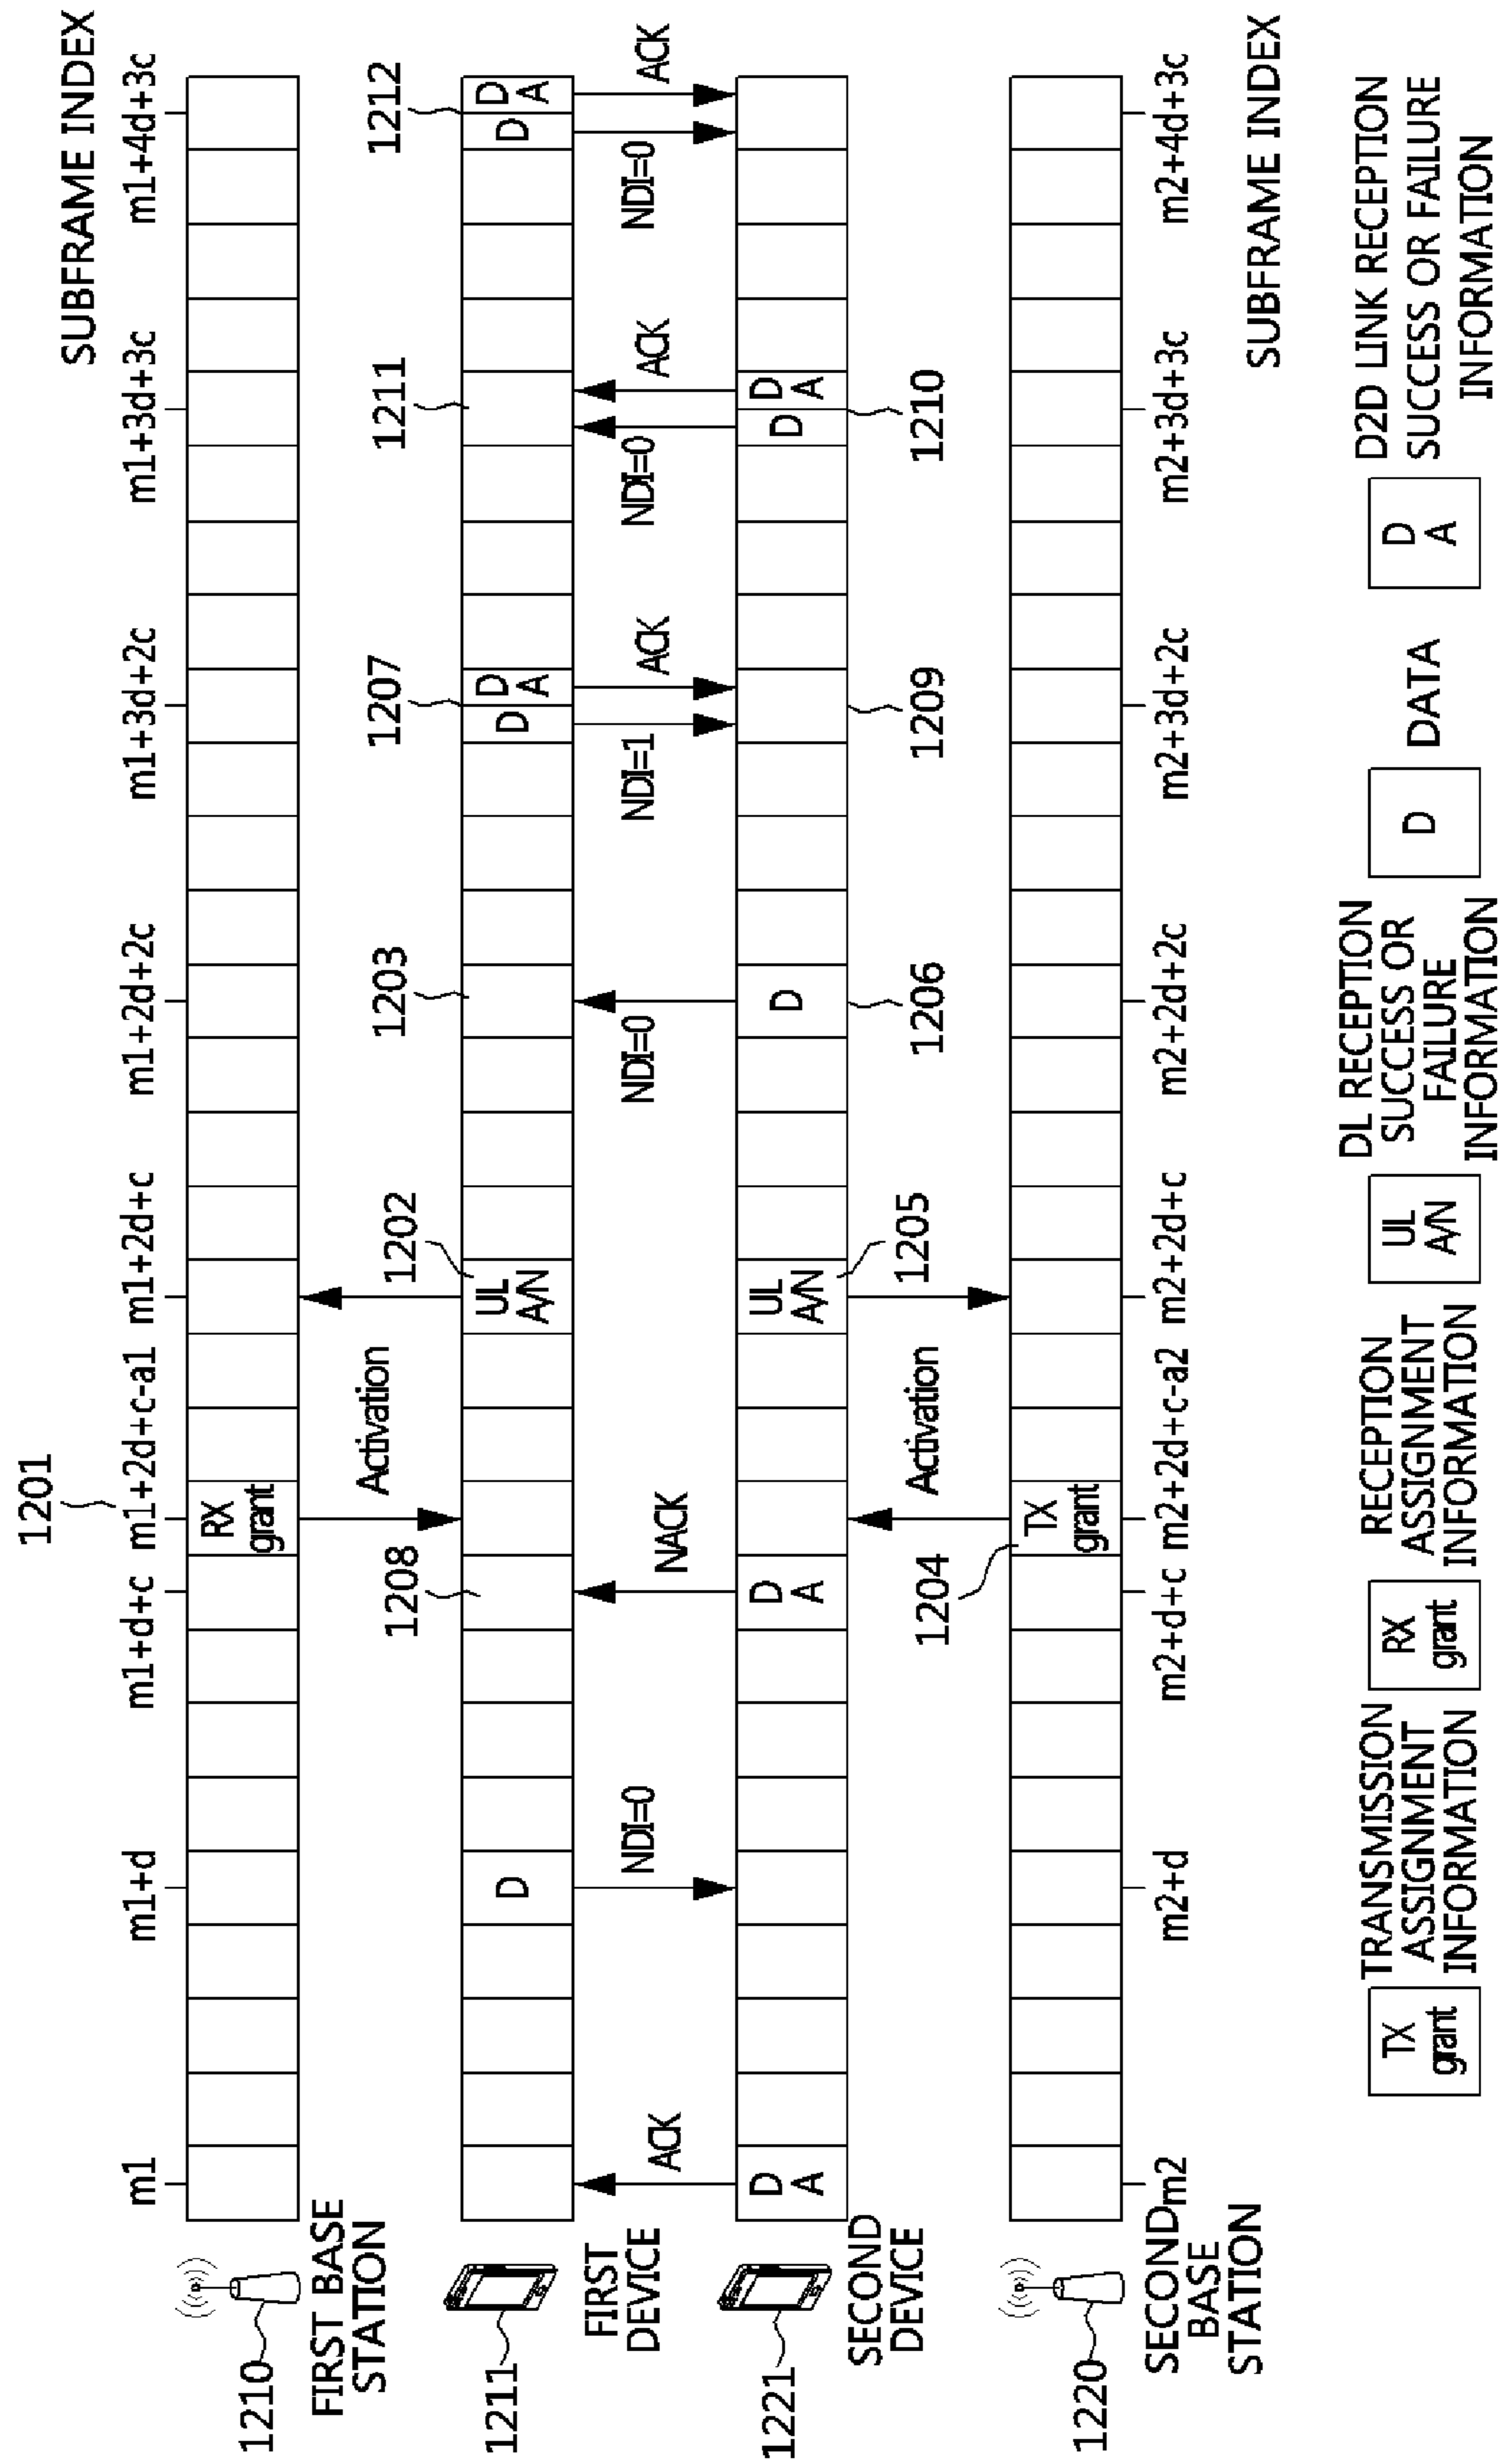 SUBFRAME INDEX
m1
m1+d
m1+d+c
m1+2d+c-a1
m1+2d+c
m1+2d+2c
m1+3d+2c
m1+3d+3c
m1+4d+3c
1201
1210
FIRST BASE
STATION
RX
grant
Activation
1208
1202
1203
1207
1211
1212
1211
FIRST
DEVICE
D
UL
A/N
D
D
A
D
D
A
ACK
NDI=0
NACK
NDI=0
NDI=1
ACK
NDI=0
ACK
NDI=0
ACK
1221
SECOND
DEVICE
D
A
D
A
UL
A/N
D
D
D
A
1204
Activation
1205
1206
1209
1210
1220
SECOND
BASE
STATION
TX
grant
m2
m2+d
m2+d+c
m2+2d+c-a2
m2+2d+c
m2+2d+2c
m2+3d+2c
m2+3d+3c
m2+4d+3c
SUBFRAME INDEX
TX
grant
TRANSMISSION
ASSIGNMENT
INFORMATION
RX
grant
RECEPTION
ASSIGNMENT
INFORMATION
UL
A/N
DL RECEPTION
SUCCESS OR
FAILURE
INFORMATION
D
DATA
D
A
D2D LINK RECEPTION
SUCCESS OR FAILURE
INFORMATION